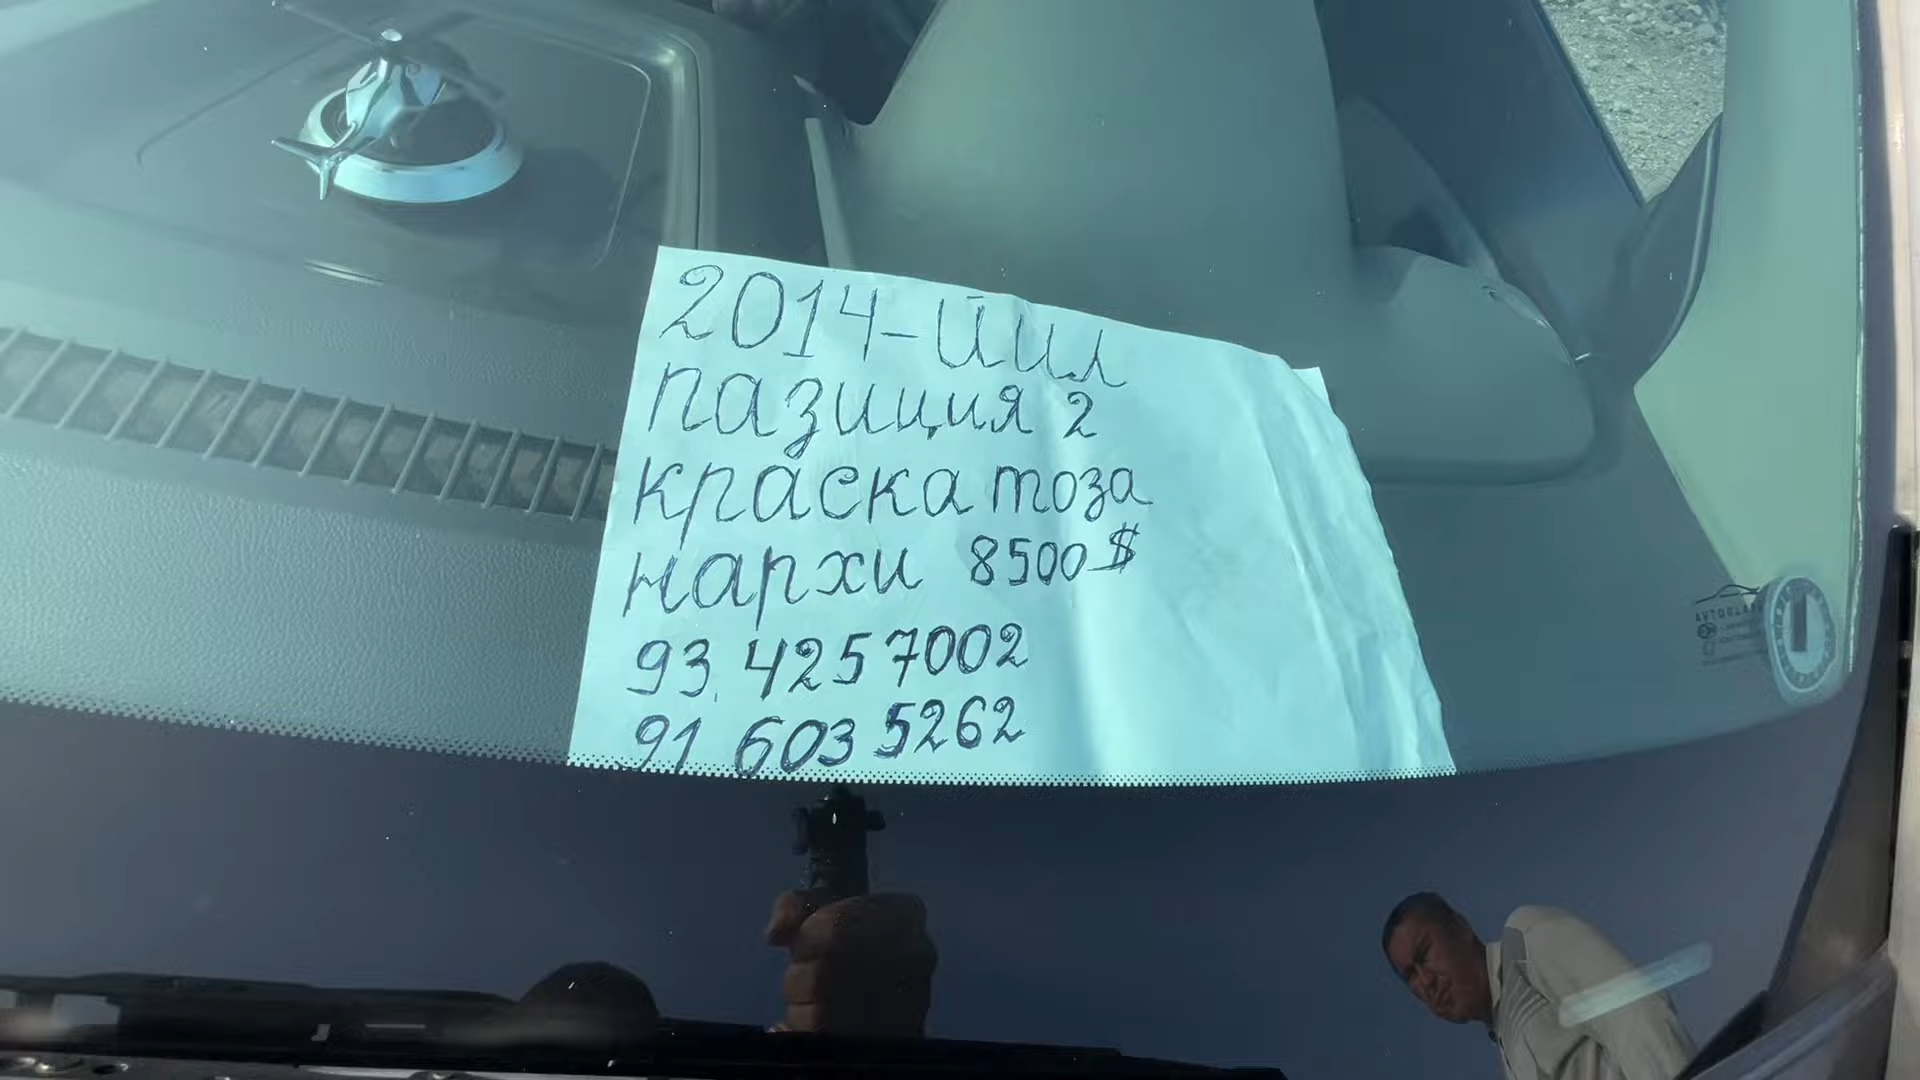 2014-йил
пазиция 2
краска тоза
нархи 8500$
93.4257002
91 603 5262